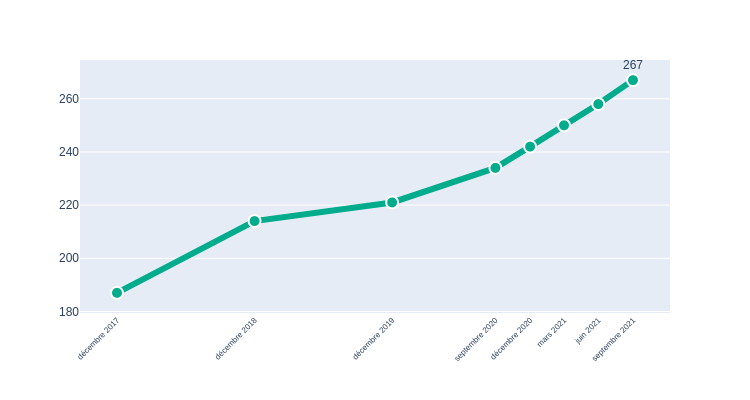 267
260
240
220
200
180
décembre 2017
décembre 2018
décembre 2019
septembre 2020
décembre 2020
mars 2021
juin 2021
septembre 2021